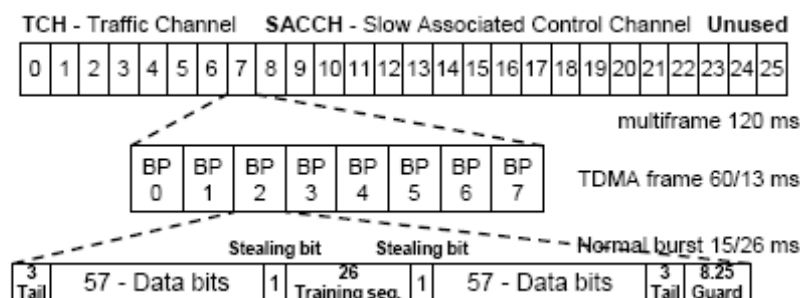 TCH - Traffic Channel SACCH - Slow Associated Control Channel Unused
0 1 2 3 4 5 6 7 8 9 10 11 12 13 14 15 16 17 18 19 20 21 22 23 24 25
multiframe 120 ms
BP 0 BP 1 BP 2 BP 3 BP 4 BP 5 BP 6 BP 7
TDMA frame 60/13 ms
Stealing bit Stealing bit Normal burst 15/26 ms
3 Tail 57 - Data bits 1 26 Training seq. 1 57 - Data bits 3 Tail 8.25 Guard